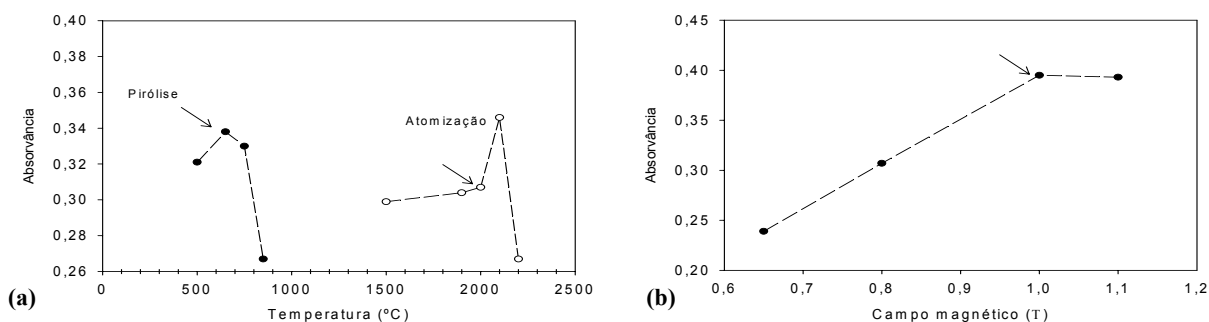 0,40
0,38
0,36
0,34
0,32
0,30
0,28
0,26
Absorvância
Pirólise
Atomização
0 500 1000 1500 2000 2500
Temperatura (ºC)
(a)
0,45
0,40
0,35
0,30
0,25
0,20
Absorvância
0,6 0,7 0,8 0,9 1,0 1,1 1,2
Campo magnético (T)
(b)